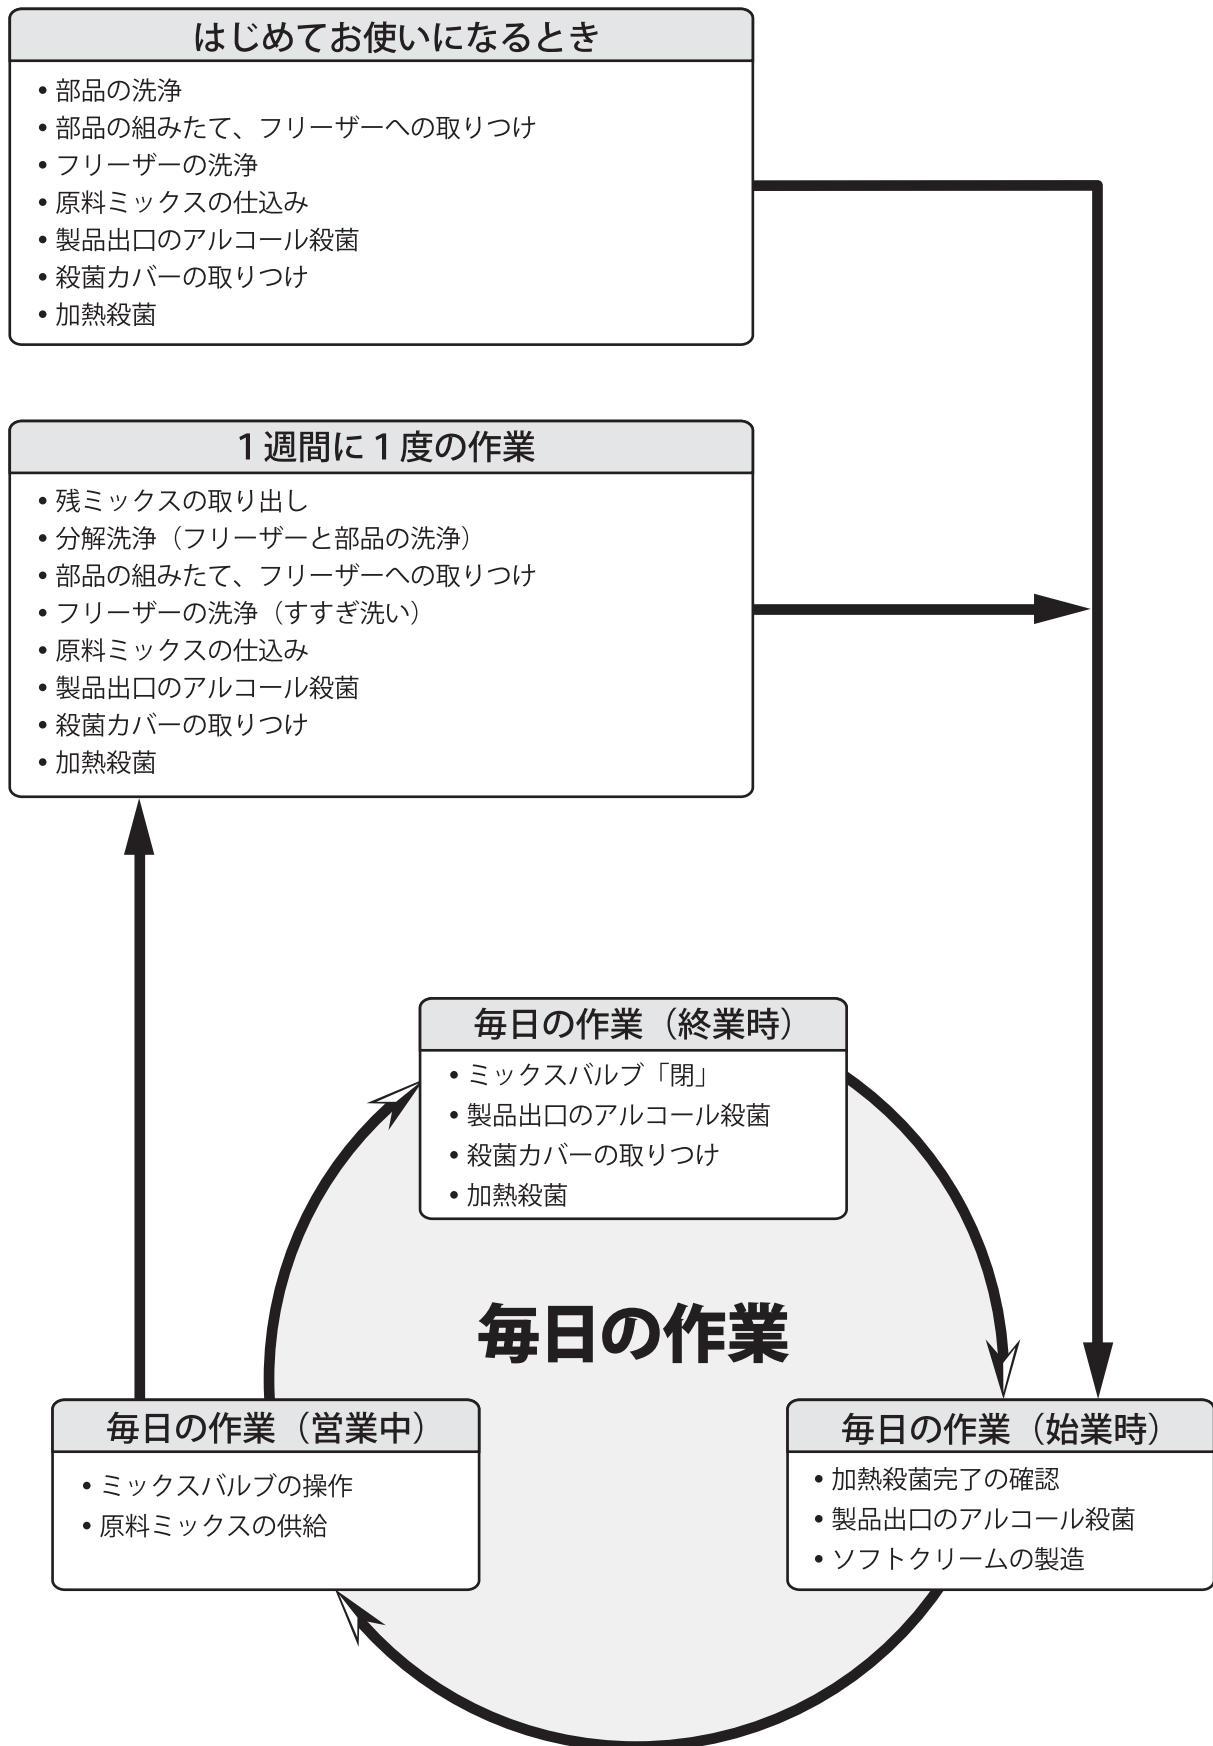 はじめてお使いになるとき
• 部品の洗浄
• 部品の組みたて、フリーザーへの取りつけ
• フリーザーの洗浄
• 原料ミックスの仕込み
• 製品出口のアルコール殺菌
• 殺菌カバーの取りつけ
• 加熱殺菌
1週間に1度の作業
• 残ミックスの取り出し
• 分解洗浄（フリーザーと部品の洗浄）
• 部品の組みたて、フリーザーへの取りつけ
• フリーザーの洗浄（すすぎ洗い）
• 原料ミックスの仕込み
• 製品出口のアルコール殺菌
• 殺菌カバーの取りつけ
• 加熱殺菌
毎日の作業（終業時）
• ミックスバルブ「閉」
• 製品出口のアルコール殺菌
• 殺菌カバーの取りつけ
• 加熱殺菌
毎日の作業
毎日の作業（営業中）
• ミックスバルブの操作
• 原料ミックスの供給
毎日の作業（始業時）
• 加熱殺菌完了の確認
• 製品出口のアルコール殺菌
• ソフトクリームの製造